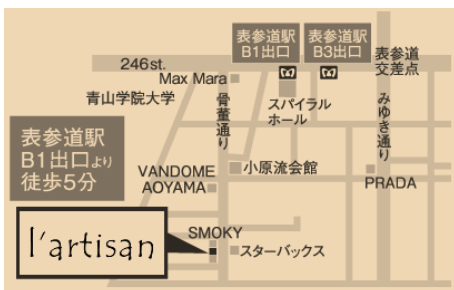 表参道駅
B1出口
表参道駅
B3出口
表参道
交差点
246st.
Max Mara
青山学院大学
骨董通り
スパイラル
ホール
みゆき通り
表参道駅
B1出口より
徒歩5分
小原流会館
VANDOME
AOYAMA
PRADA
l'artisan
SMOKY
スターバックス